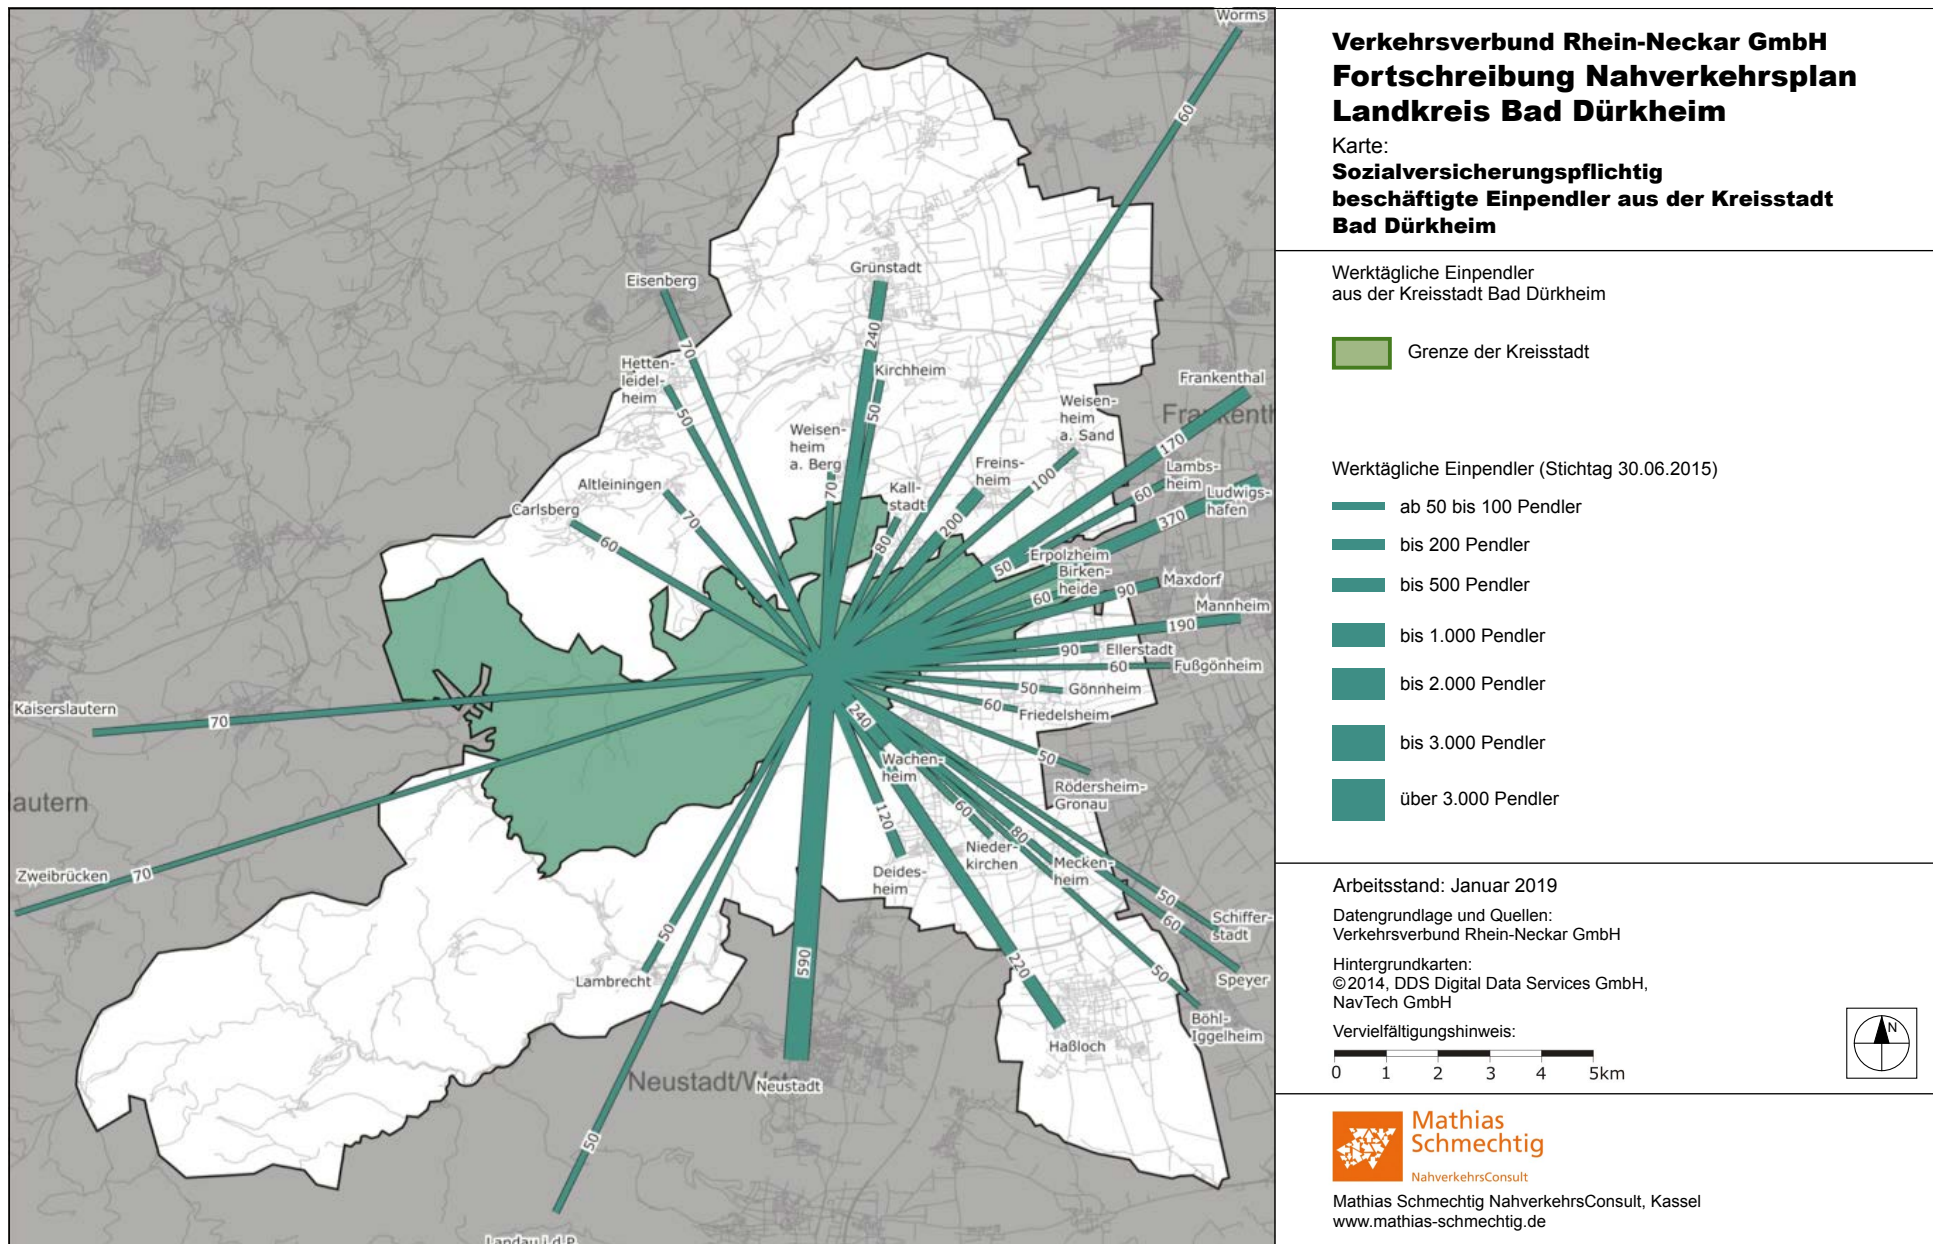 Worms
60
Eisenberg
Grünstadt
70
240
Hetten-
leidel-
heim
50
Kirchheim
50
Frankenthal
Frankenth
Weisen-
heim
a. Sand
Weisen-
heim
a. Berg
70
170
Lambs-
heim
60
Freins-
heim
100
Altleiningen
70
Kall-
stadt
80
200
Ludwigs-
hafen
370
Carlsberg
60
Erpolzheim
50
Birken-
heide
60
Maxdorf
90
Mannheim
190
Ellerstadt
90
Fußgönheim
60
Gönnheim
50
Friedelsheim
60
Kaiserslautern
70
240
Wachen-
heim
50
Rödersheim-
Gronau
lautern
120
60
80
Zweibrücken
70
Deides-
heim
Nieder-
kirchen
Mecken-
heim
50
Schiffer-
stadt
60
Speyer
50
Lambrecht
590
220
50
Böhl-
Iggelheim
Haßloch
Neustadt/W
Neustadt
50
Landau i.d.P.
Verkehrsverbund Rhein-Neckar GmbH
Fortschreibung Nahverkehrsplan
Landkreis Bad Dürkheim
Karte:
Sozialversicherungspflichtig
beschäftigte Einpendler aus der Kreisstadt
Bad Dürkheim
Werktägliche Einpendler
aus der Kreisstadt Bad Dürkheim
Grenze der Kreisstadt
Werktägliche Einpendler (Stichtag 30.06.2015)
ab 50 bis 100 Pendler
bis 200 Pendler
bis 500 Pendler
bis 1.000 Pendler
bis 2.000 Pendler
bis 3.000 Pendler
über 3.000 Pendler
Arbeitsstand: Januar 2019
Datengrundlage und Quellen:
Verkehrsverbund Rhein-Neckar GmbH
Hintergrundkarten:
©2014, DDS Digital Data Services GmbH,
NavTech GmbH
Vervielfältigungshinweis:
0 1 2 3 4 5km
N
Mathias
Schmechtig
NahverkehrsConsult
Mathias Schmechtig NahverkehrsConsult, Kassel
www.mathias-schmechtig.de